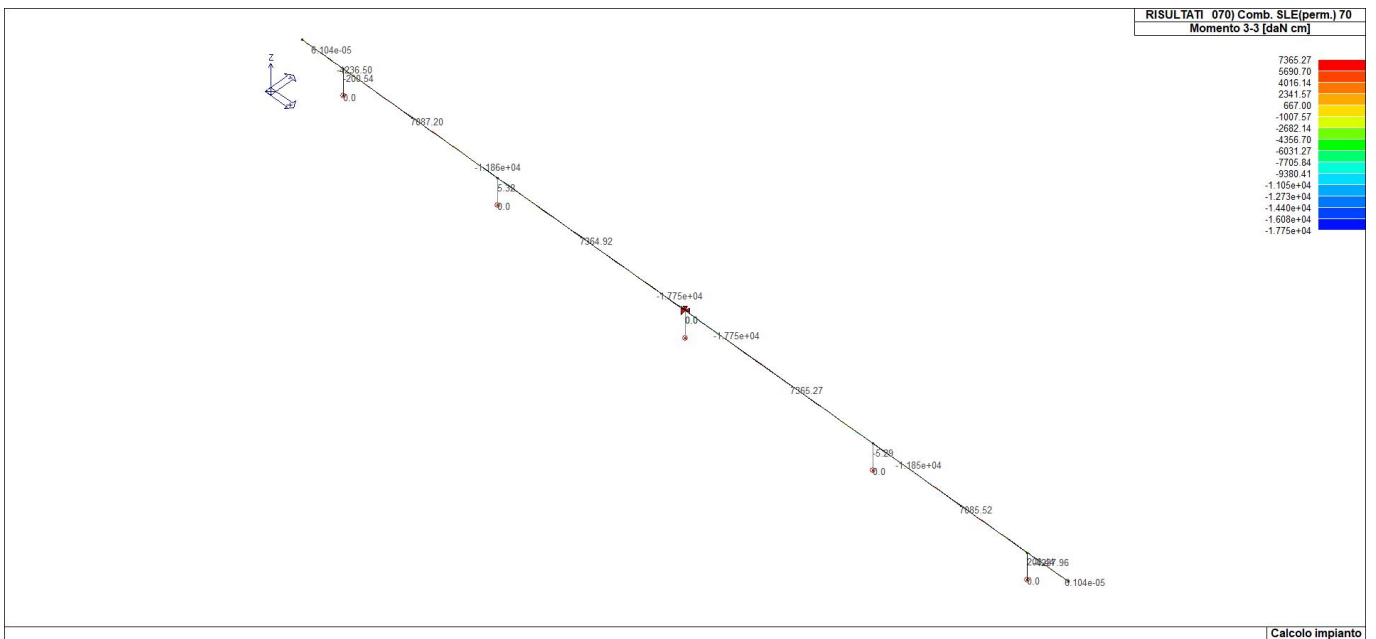 RISULTATI 070) Comb. SLE(perm.) 70
Momento 3-3 [daN cm]
7365.27
5690.70
4016.14
2341.57
667.00
-1007.57
-2682.14
-4356.70
-6031.27
-7705.84
-9380.41
-1.105e+04
-1.273e+04
-1.440e+04
-1.608e+04
-1.775e+04
Z
6.104e-05
-4236.50
-200.54
0.0
7087.20
-1.186e+04
5.32
0.0
7364.92
-1.775e+04
0.0
-1.775e+04
7365.27
-5.29
-1.185e+04
0.0
7085.52
0.0
6.104e-05
Calcolo impianto